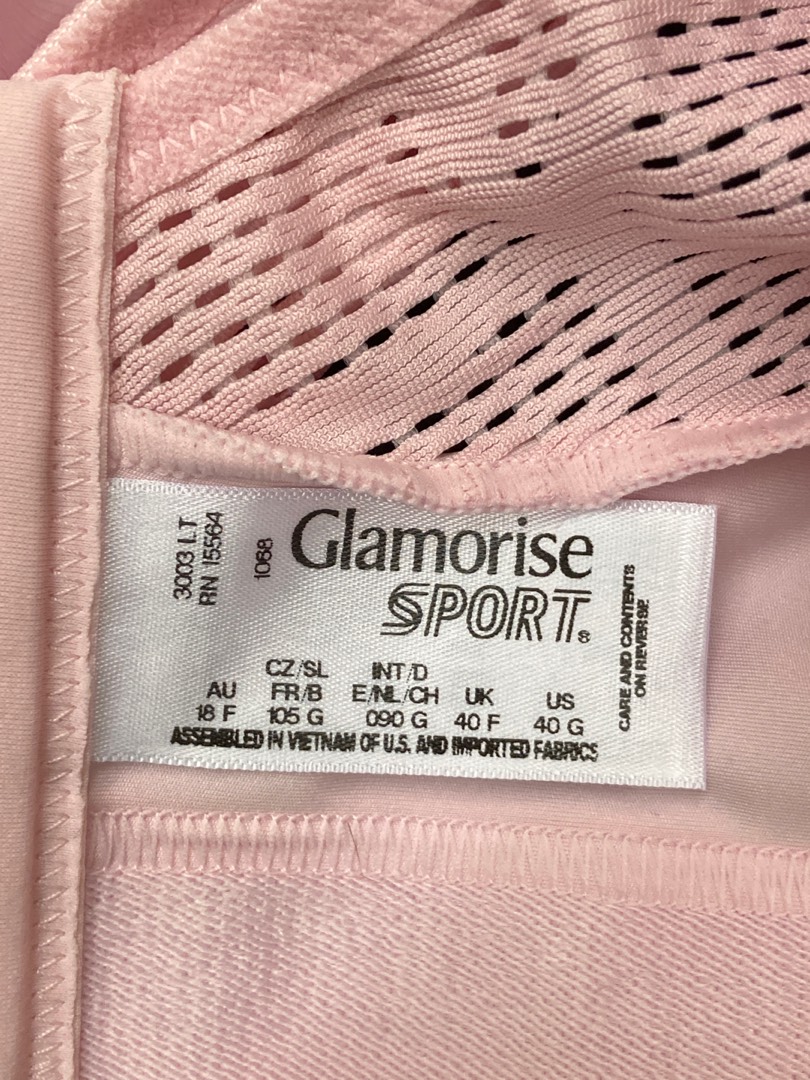 3003 LT
RN 15564
1068
Glamorise
SPORT®
CZ/SL INT/D
AU FR/B E/NL/CH UK US
18 F 105 G 090 G 40 F 40 G
ASSEMBLED IN VIETNAM OF U.S. AND IMPORTED FABRICS
CARE AND CONTENTS
ON REVERSE